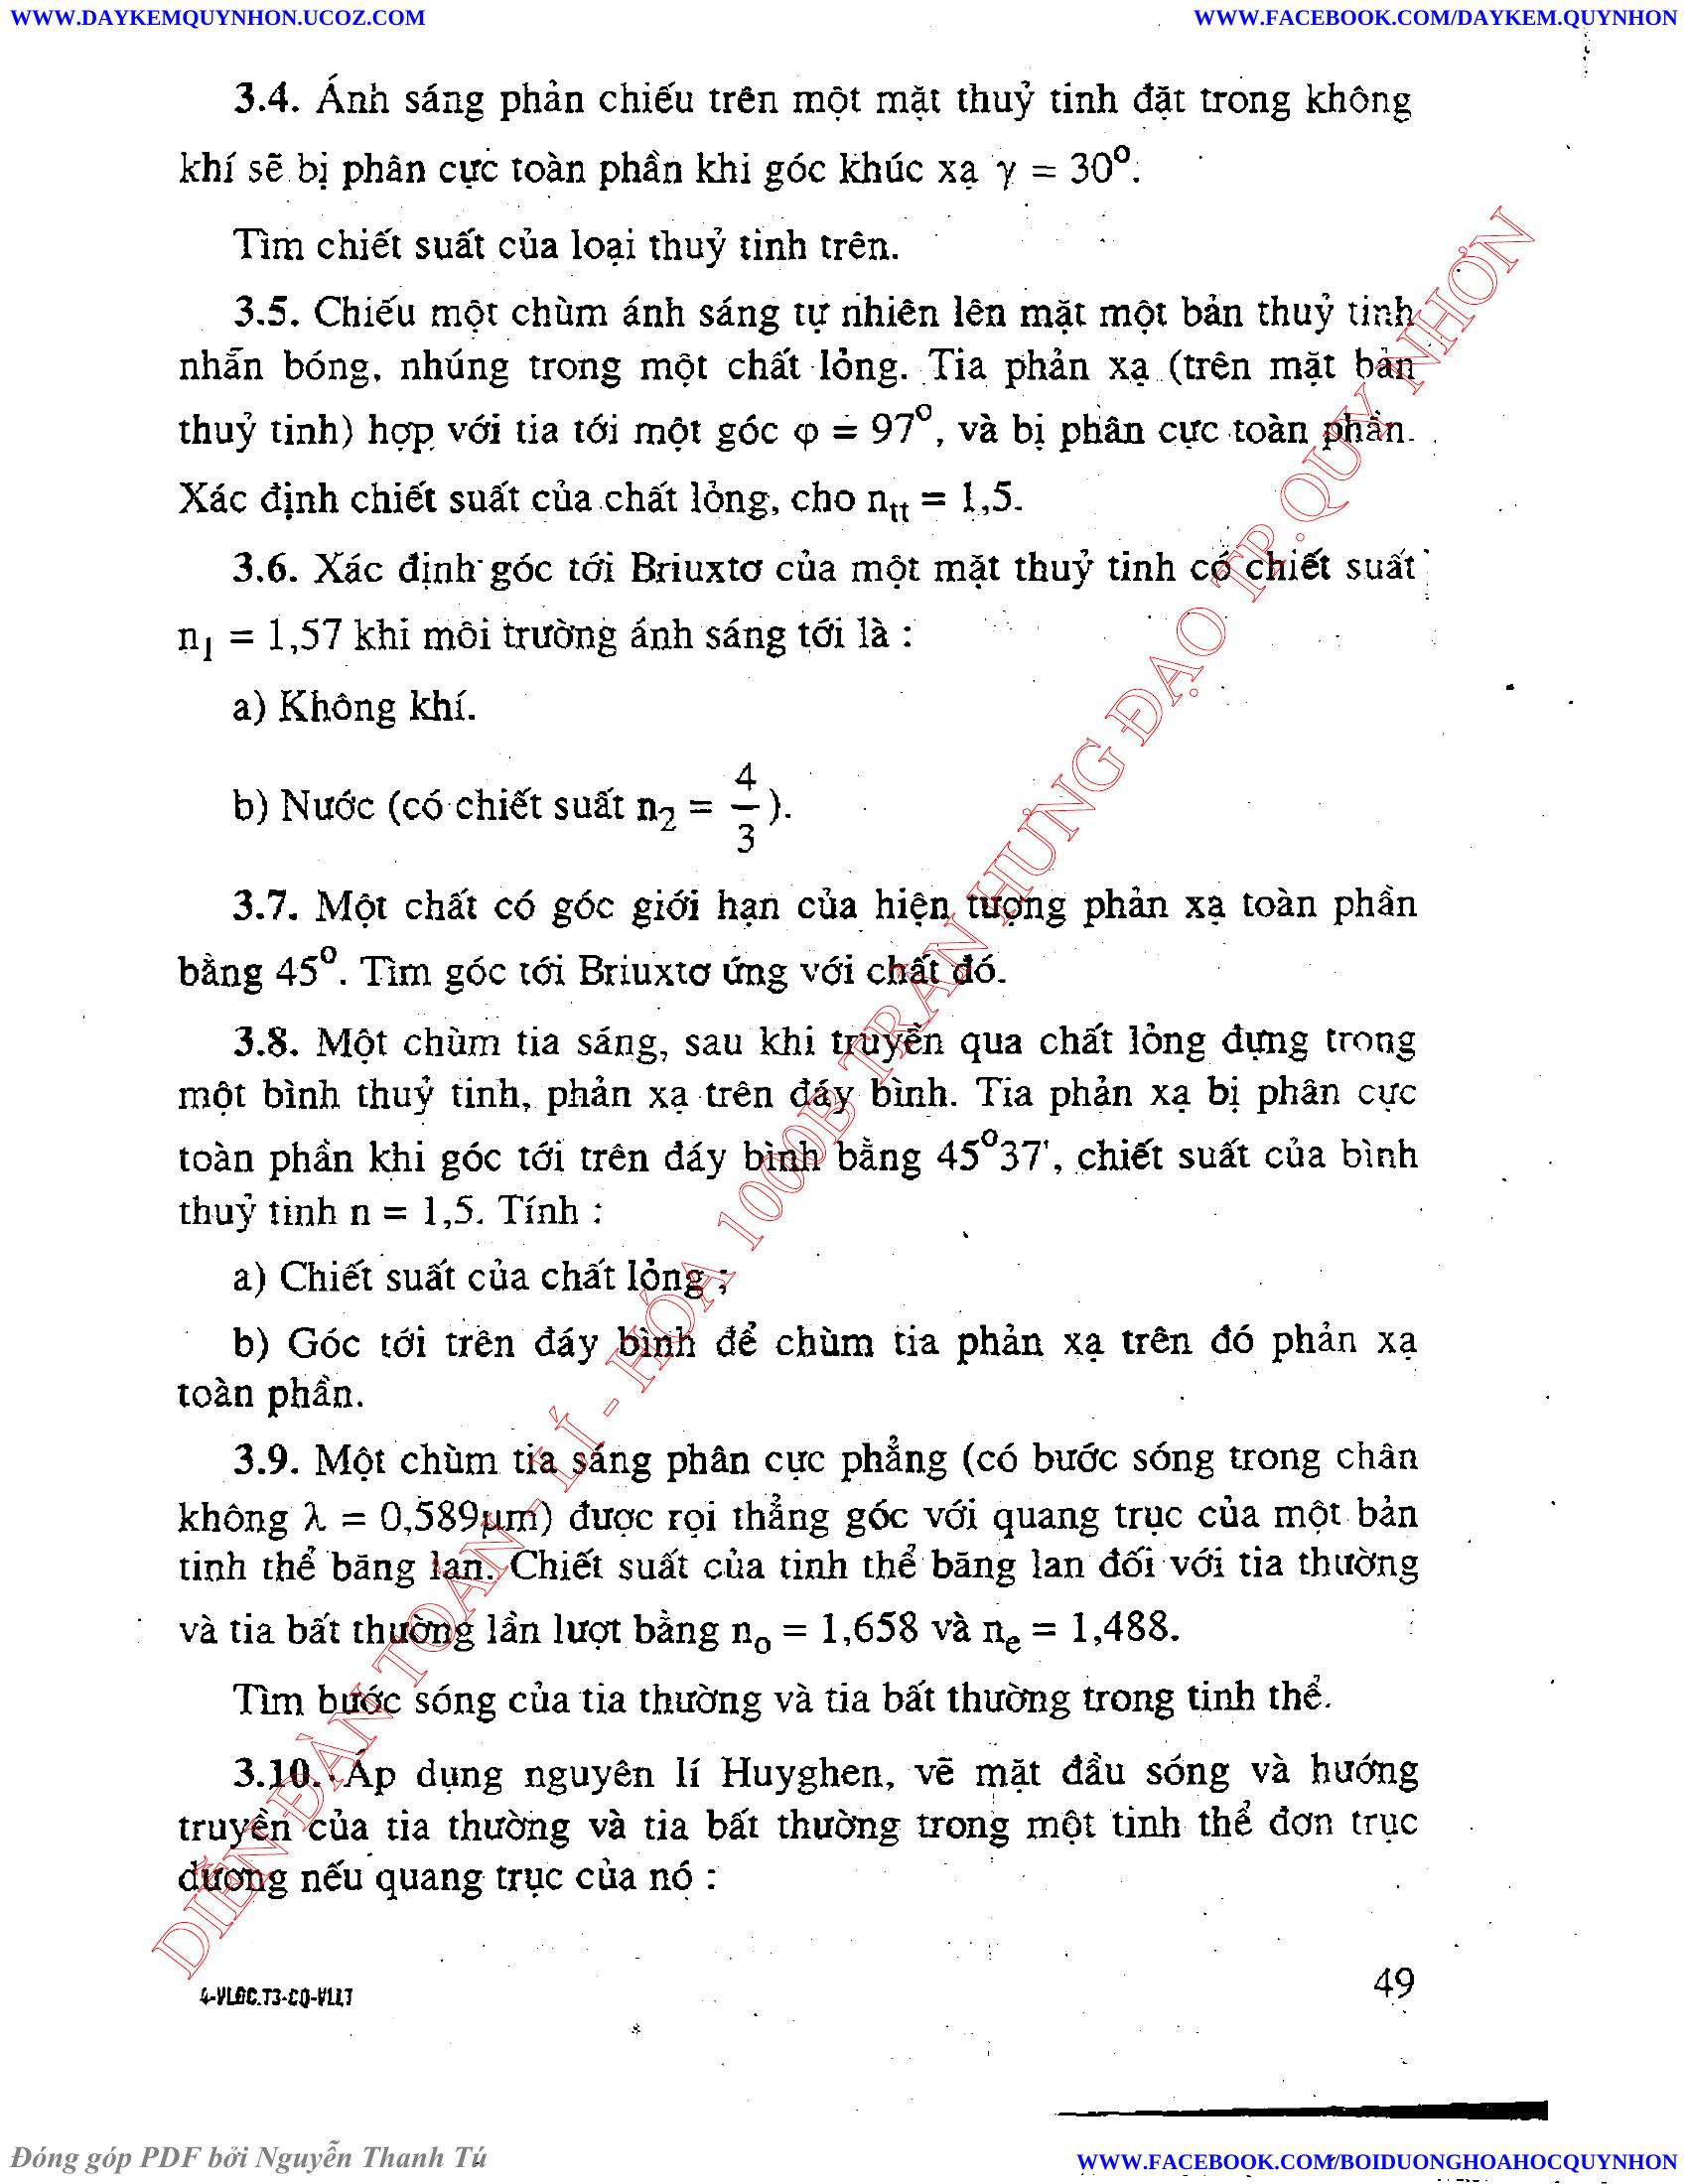 WWW.DAYKEMQUYNHON.UCOZ.COM
WWW.FACEBOOK.COM/DAYKEM.QUYNHON
3.4. Ánh sáng phản chiếu trên một mặt thuỷ tinh đặt trong không
khí sẽ bị phân cực toàn phần khi góc khúc xạ γ = 30°.
Tìm chiết suất của loại thuỷ tinh trên.
3.5. Chiếu một chùm ánh sáng tự nhiên lên mặt một bản thuỷ tinh
nhẵn bóng, nhúng trong một chất lỏng. Tia phản xạ (trên mặt bản
thuỷ tinh) hợp với tia tới một góc φ = 97°, và bị phân cực toàn phần.
Xác định chiết suất của chất lỏng, cho n_tt = 1,5.
3.6. Xác định góc tới Briuxtơ của một mặt thuỷ tinh có chiết suất
n₁ = 1,57 khi môi trường ánh sáng tới là :
a) Không khí.
b) Nước (có chiết suất n₂ = 4/3).
3.7. Một chất có góc giới hạn của hiện tượng phản xạ toàn phần
bằng 45°. Tìm góc tới Briuxtơ ứng với chất đó.
3.8. Một chùm tia sáng, sau khi truyền qua chất lỏng đựng trong
một bình thuỷ tinh, phản xạ trên đáy bình. Tia phản xạ bị phân cực
toàn phần khi góc tới trên đáy bình bằng 45°37', chiết suất của bình
thuỷ tinh n = 1,5. Tính :
a) Chiết suất của chất lỏng ;
b) Góc tới trên đáy bình để chùm tia phản xạ trên đó phản xạ
toàn phần.
3.9. Một chùm tia sáng phân cực phẳng (có bước sóng trong chân
không λ = 0,589μm) được rọi thẳng góc với quang trục của một bản
tinh thể băng lan. Chiết suất của tinh thể băng lan đối với tia thường
và tia bất thường lần lượt bằng nₒ = 1,658 và nₑ = 1,488.
Tìm bước sóng của tia thường và tia bất thường trong tinh thể.
3.10. Áp dụng nguyên lí Huyghen, vẽ mặt đầu sóng và hướng
truyền của tia thường và tia bất thường trong một tinh thể đơn trục
dương nếu quang trục của nó :
DIỄN ĐÀN TOÁN - LÍ - HÓA 1000B TRẦN HƯNG ĐẠO TP.QUY NHƠN
4-VLĐC.T3-CQ-VLLT
49
Đóng góp PDF bởi Nguyễn Thanh Tú
WWW.FACEBOOK.COM/BOIDUONGHOAHOCQUYNHON